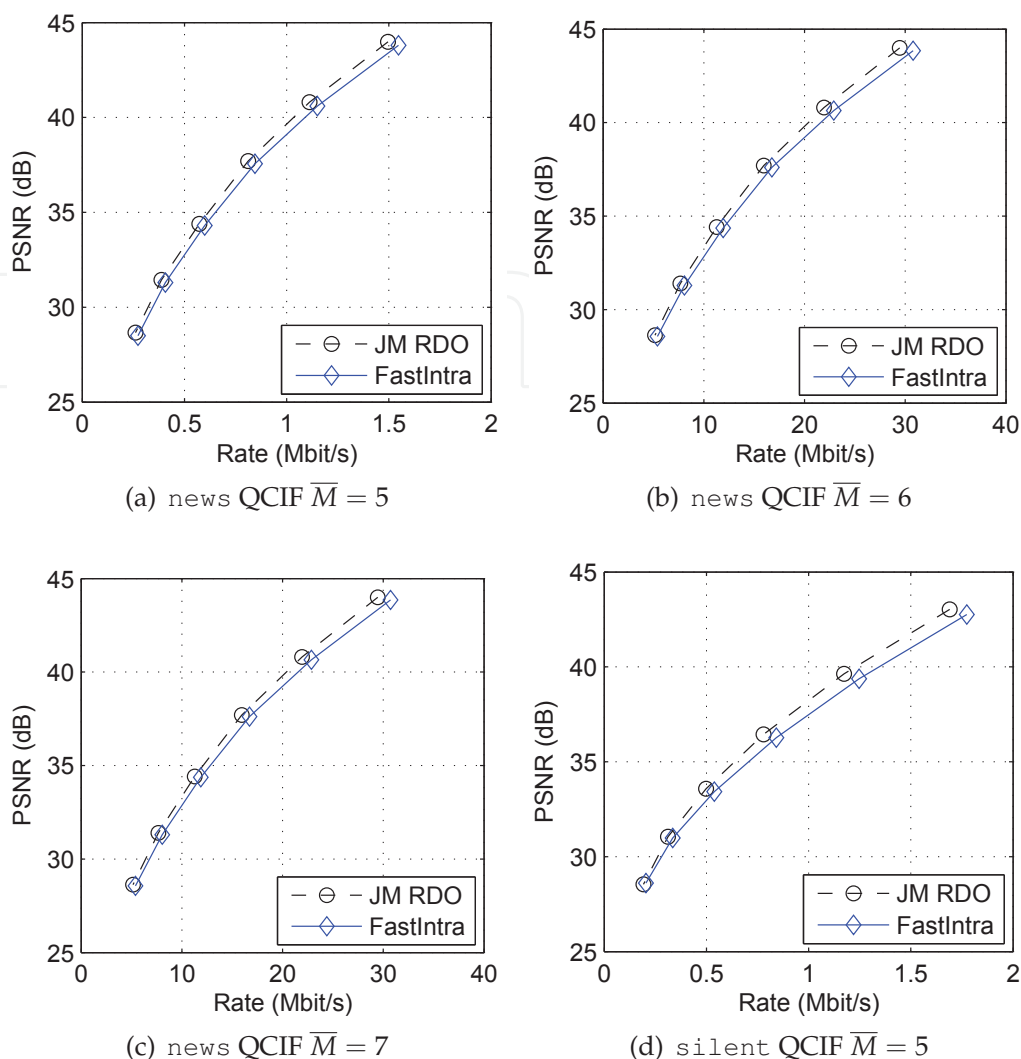 45
40
35
30
25
PSNR (dB)
0 0.5 1 1.5 2
Rate (Mbit/s)
JM RDO
FastIntra
(a) news QCIF M̅ = 5
45
40
35
30
25
PSNR (dB)
0 10 20 30 40
Rate (Mbit/s)
JM RDO
FastIntra
(b) news QCIF M̅ = 6
45
40
35
30
25
PSNR (dB)
0 10 20 30 40
Rate (Mbit/s)
JM RDO
FastIntra
(c) news QCIF M̅ = 7
45
40
35
30
25
PSNR (dB)
0 0.5 1 1.5 2
Rate (Mbit/s)
JM RDO
FastIntra
(d) silent QCIF M̅ = 5